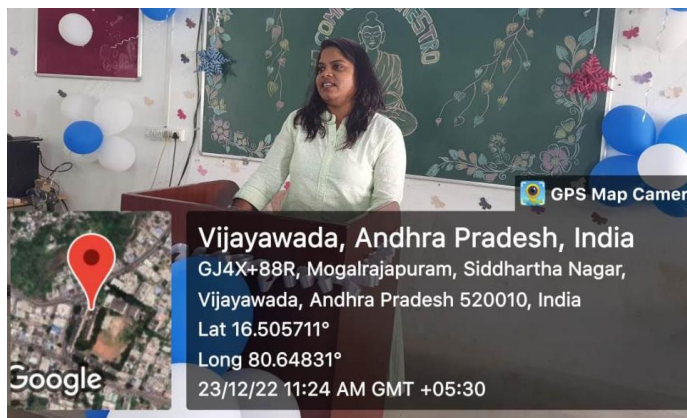 GPS Map Camer
Vijayawada, Andhra Pradesh, India
GJ4X+88R, Mogalrajapuram, Siddhartha Nagar,
Vijayawada, Andhra Pradesh 520010, India
Lat 16.505711°
Long 80.64831°
23/12/22 11:24 AM GMT +05:30
Google